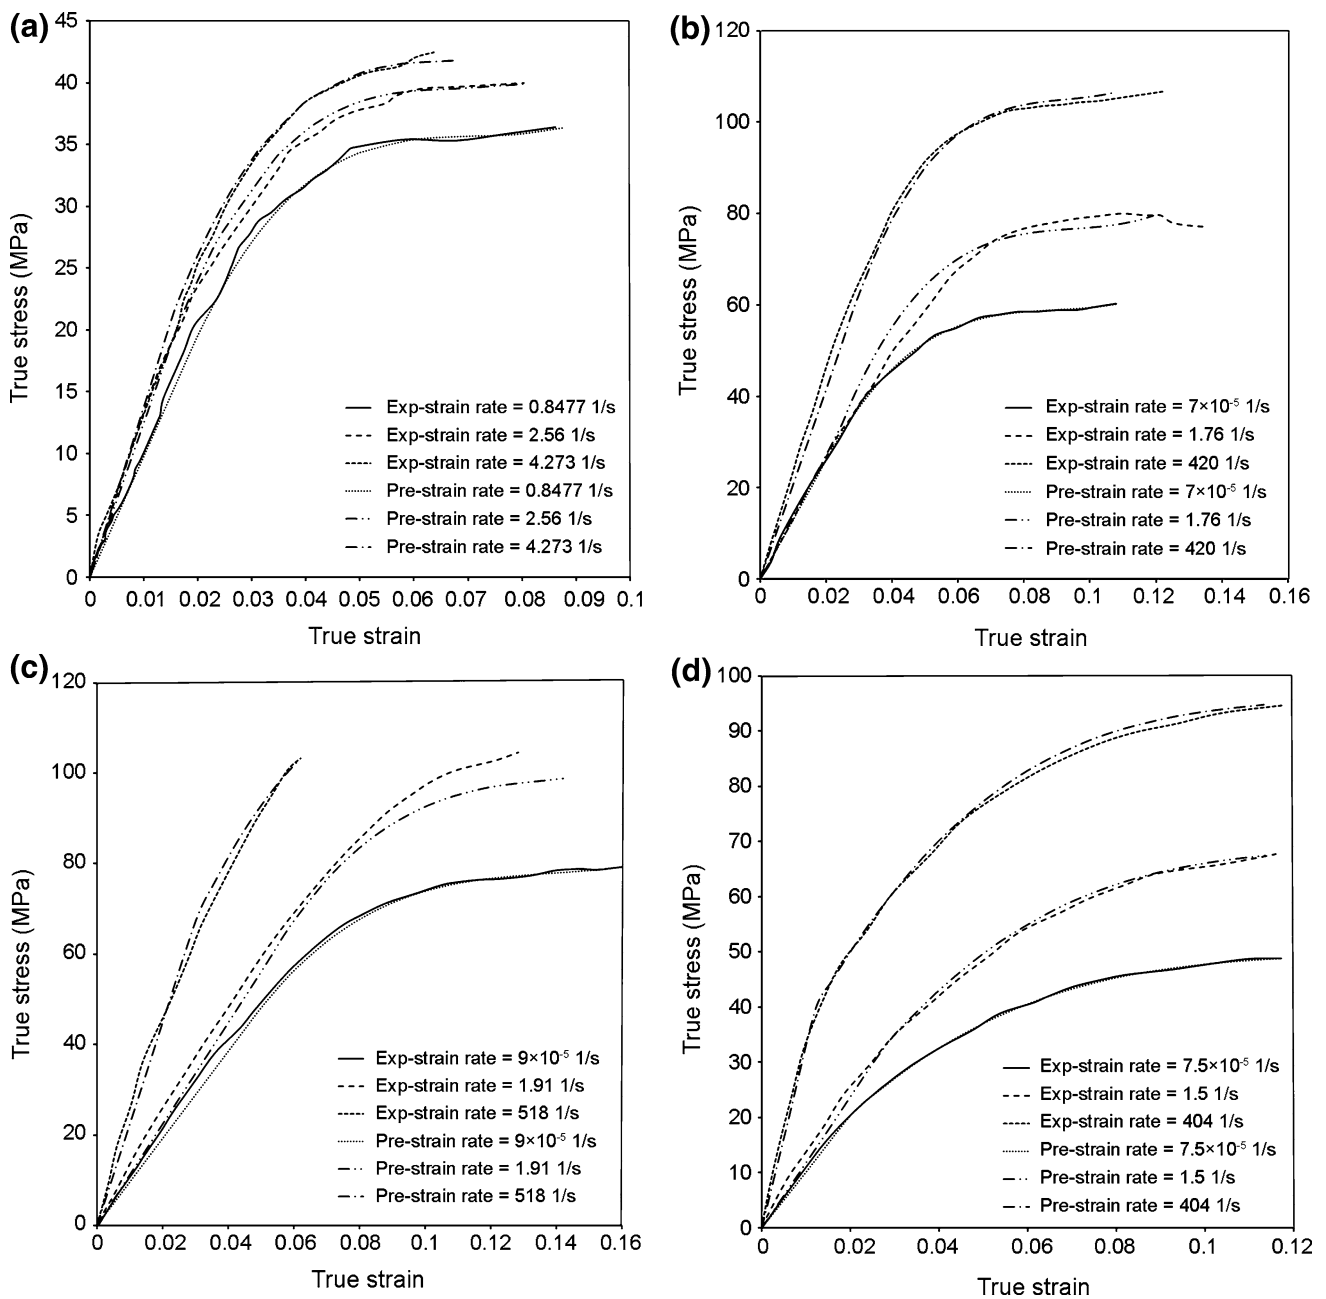 (a)
45
40
35
30
25
20
15
10
5
0
True stress (MPa)
Exp-strain rate = 0.8477 1/s
Exp-strain rate = 2.56 1/s
Exp-strain rate = 4.273 1/s
Pre-strain rate = 0.8477 1/s
Pre-strain rate = 2.56 1/s
Pre-strain rate = 4.273 1/s
0 0.01 0.02 0.03 0.04 0.05 0.06 0.07 0.08 0.09 0.1
True strain
(b)
120
100
80
60
40
20
0
True stress (MPa)
Exp-strain rate = 7×10⁻⁵ 1/s
Exp-strain rate = 1.76 1/s
Exp-strain rate = 420 1/s
Pre-strain rate = 7×10⁻⁵ 1/s
Pre-strain rate = 1.76 1/s
Pre-strain rate = 420 1/s
0 0.02 0.04 0.06 0.08 0.1 0.12 0.14 0.16
True strain
(c)
120
100
80
60
40
20
0
True stress (MPa)
Exp-strain rate = 9×10⁻⁵ 1/s
Exp-strain rate = 1.91 1/s
Exp-strain rate = 518 1/s
Pre-strain rate = 9×10⁻⁵ 1/s
Pre-strain rate = 1.91 1/s
Pre-strain rate = 518 1/s
0 0.02 0.04 0.06 0.08 0.1 0.12 0.14 0.16
True strain
(d)
100
90
80
70
60
50
40
30
20
10
0
True stress (MPa)
Exp-strain rate = 7.5×10⁻⁵ 1/s
Exp-strain rate = 1.5 1/s
Exp-strain rate = 404 1/s
Pre-strain rate = 7.5×10⁻⁵ 1/s
Pre-strain rate = 1.5 1/s
Pre-strain rate = 404 1/s
0 0.02 0.04 0.06 0.08 0.1 0.12
True strain